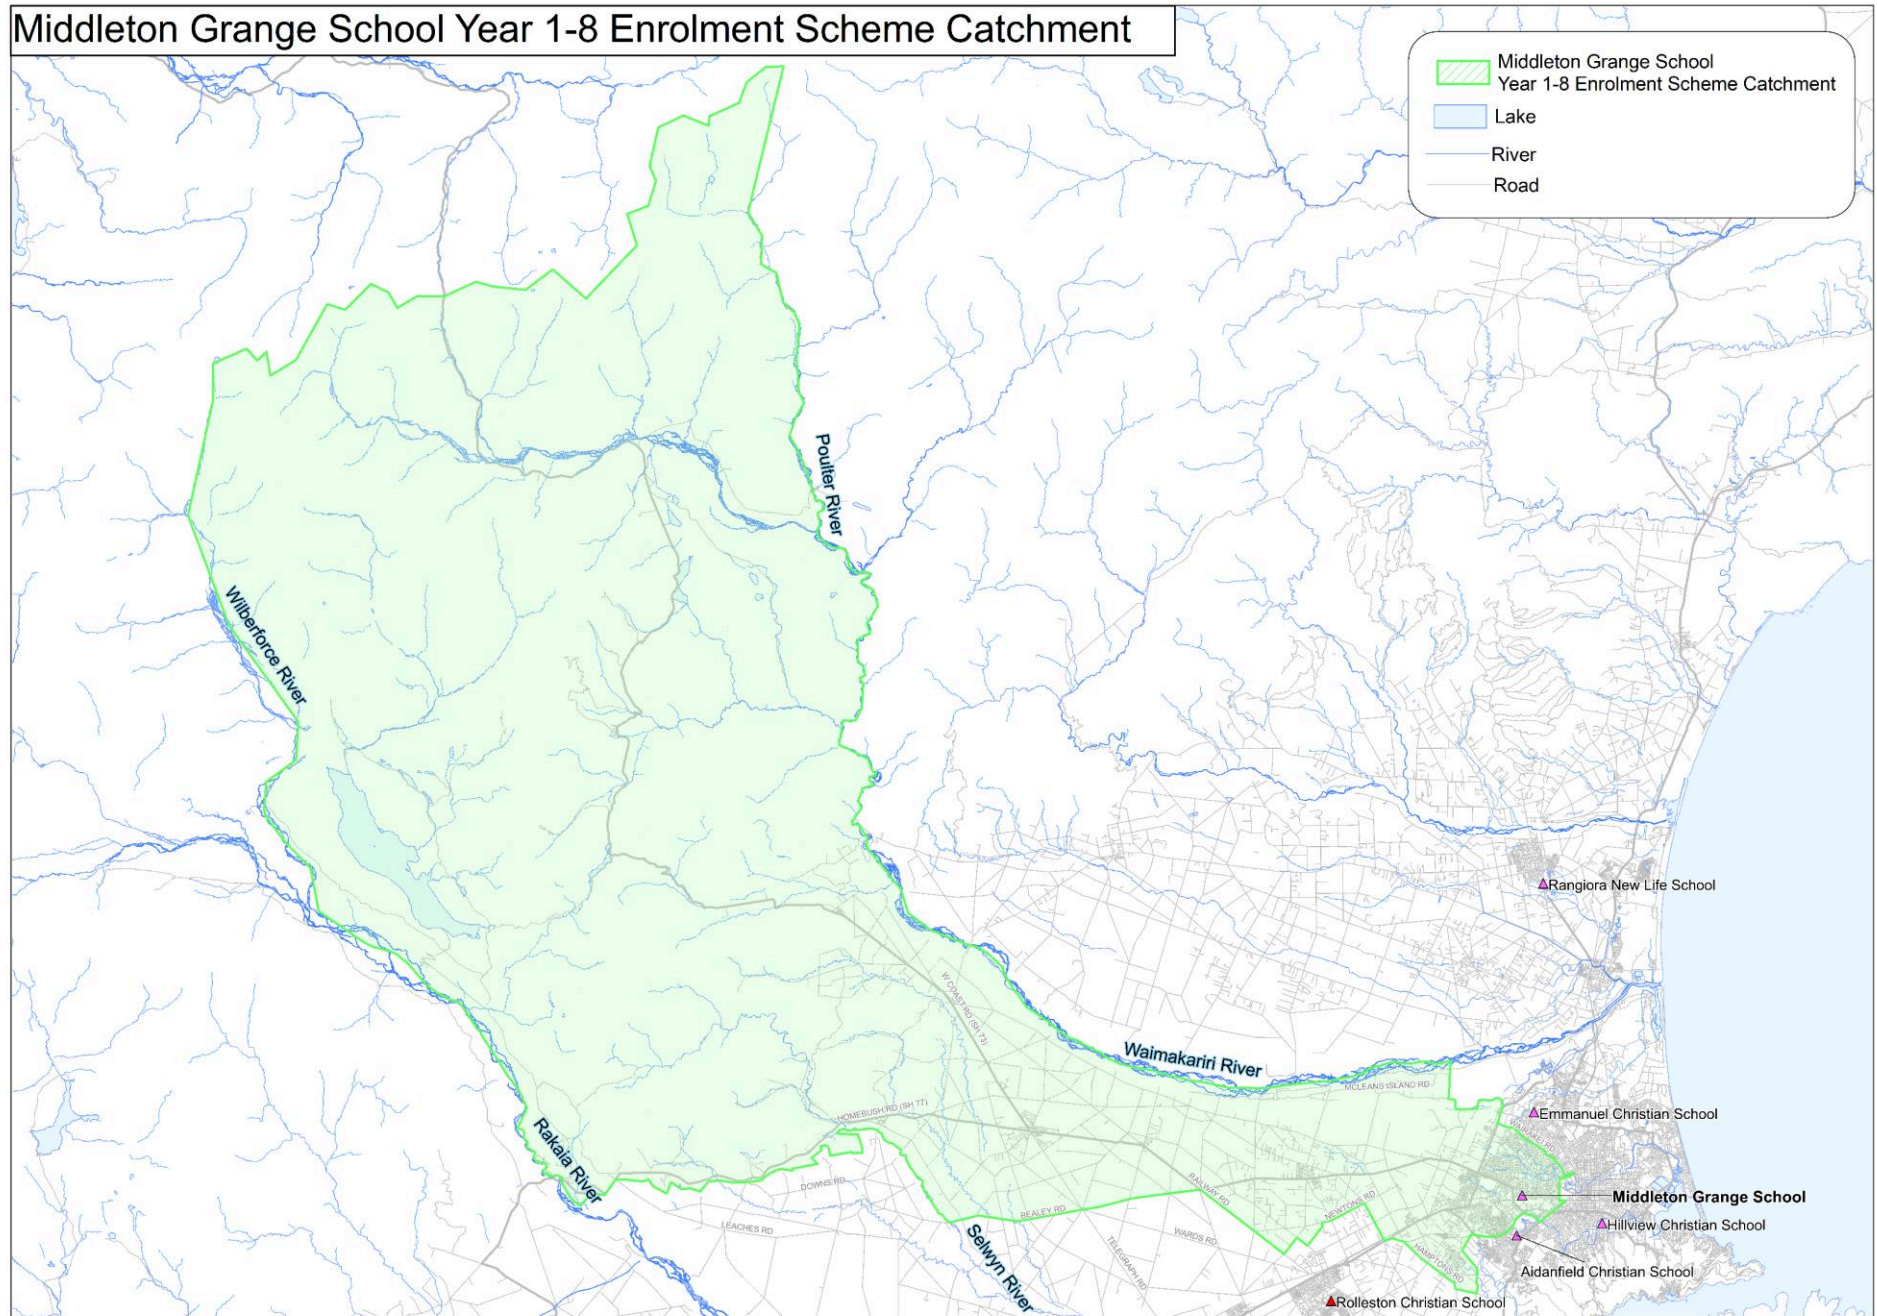 Middleton Grange School Year 1-8 Enrolment Scheme Catchment
Middleton Grange School
Year 1-8 Enrolment Scheme Catchment
Lake
River
Road
Poulter River
Wilberforce River
Rangiora New Life School
W COAST RD (SH 73)
Waimakariri River
MCLEANS ISLAND RD
HOMEBUSH RD (SH 77)
Emmanuel Christian School
WAIRAKEI RD
Rakaia River
DOWNS RD
RAILWAY RD
NEWTONS RD
Middleton Grange School
BEALEY RD
LEACHES RD
Selwyn River
WARDS RD
TELEGRAPH RD
Hillview Christian School
HAMPTONS RD
Aidanfield Christian School
Rolleston Christian School